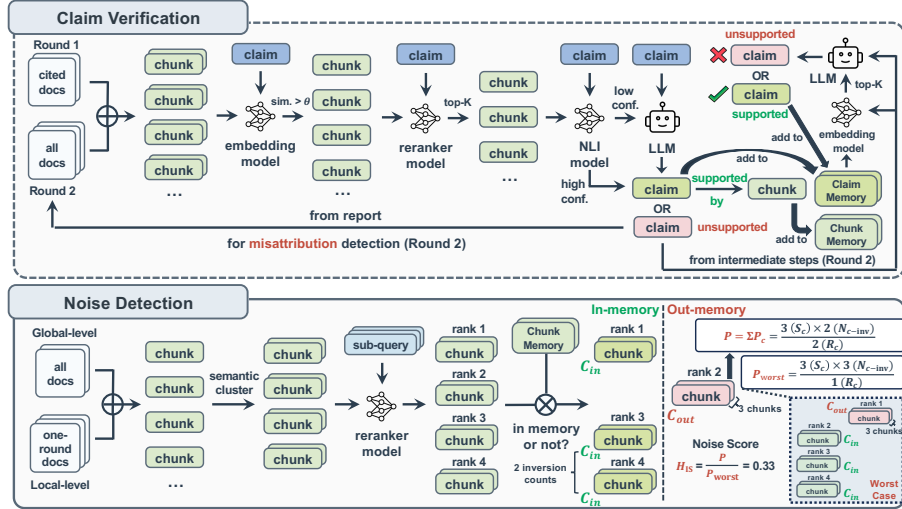 Claim Verification
Round 1
cited
docs
all
docs
Round 2
chunk
chunk
chunk
chunk
...
claim
embedding
model
sim. > θ
chunk
chunk
chunk
chunk
...
claim
reranker
model
top-K
chunk
chunk
chunk
...
claim
NLI
model
low
conf.
high
conf.
claim
LLM
claim
OR
claim
unsupported
supported
by
chunk
add to
add to
add to
Claim
Memory
Chunk
Memory
unsupported
claim
OR
claim
supported
LLM
top-K
embedding
model
from report
for misattribution detection (Round 2)
from intermediate steps (Round 2)
Noise Detection
Global-level
all
docs
one-
round
docs
Local-level
chunk
chunk
chunk
chunk
...
semantic
cluster
chunk
chunk
chunk
chunk
...
sub-query
reranker
model
rank 1
chunk
rank 2
chunk
rank 3
chunk
rank 4
chunk
Chunk
Memory
in memory
or not?
2 inversion
counts
In-memory
rank 1
chunk
C_in
rank 3
chunk
C_in
rank 4
chunk
C_in
Out-memory
P = ΣP_c = 3 (S_c) × 2 (N_c−inv) / 2 (R_c)
P_worst = 3 (S_c) × 3 (N_c−inv) / 1 (R_c)
rank 2
chunk
3 chunks
C_out
Noise Score
H_IS = P / P_worst = 0.33
rank 1
C_out
chunk
3 chunks
rank 2
chunk
C_in
rank 3
chunk
C_in
rank 4
chunk
C_in
Worst
Case